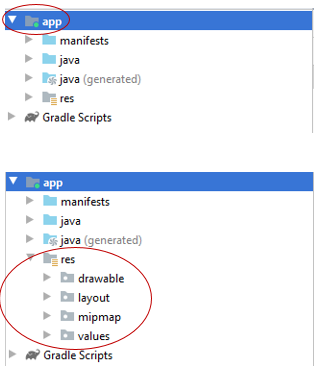 app
manifests
java
java (generated)
res
Gradle Scripts
app
manifests
java
java (generated)
res
drawable
layout
mipmap
values
Gradle Scripts